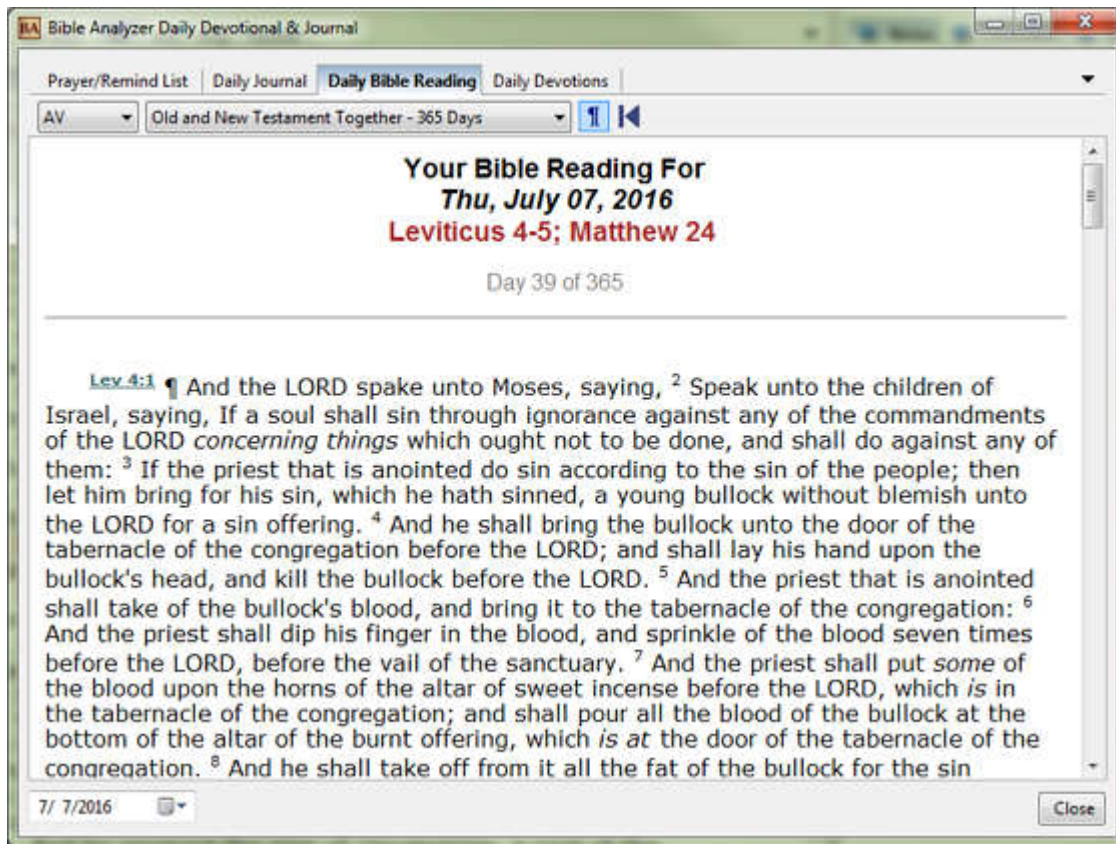 BA Bible Analyzer Daily Devotional & Journal
Prayer/Remind List Daily Journal Daily Bible Reading Daily Devotions
AV Old and New Testament Together - 365 Days ¶
Your Bible Reading For
Thu, July 07, 2016
Leviticus 4-5; Matthew 24
Day 39 of 365
Lev 4:1 ¶ And the LORD spake unto Moses, saying, 2 Speak unto the children of
Israel, saying, If a soul shall sin through ignorance against any of the commandments
of the LORD concerning things which ought not to be done, and shall do against any of
them: 3 If the priest that is anointed do sin according to the sin of the people; then
let him bring for his sin, which he hath sinned, a young bullock without blemish unto
the LORD for a sin offering. 4 And he shall bring the bullock unto the door of the
tabernacle of the congregation before the LORD; and shall lay his hand upon the
bullock's head, and kill the bullock before the LORD. 5 And the priest that is anointed
shall take of the bullock's blood, and bring it to the tabernacle of the congregation: 6
And the priest shall dip his finger in the blood, and sprinkle of the blood seven times
before the LORD, before the vail of the sanctuary. 7 And the priest shall put some of
the blood upon the horns of the altar of sweet incense before the LORD, which is in
the tabernacle of the congregation; and shall pour all the blood of the bullock at the
bottom of the altar of the burnt offering, which is at the door of the tabernacle of the
congregation. 8 And he shall take off from it all the fat of the bullock for the sin
7/ 7/2016 Close